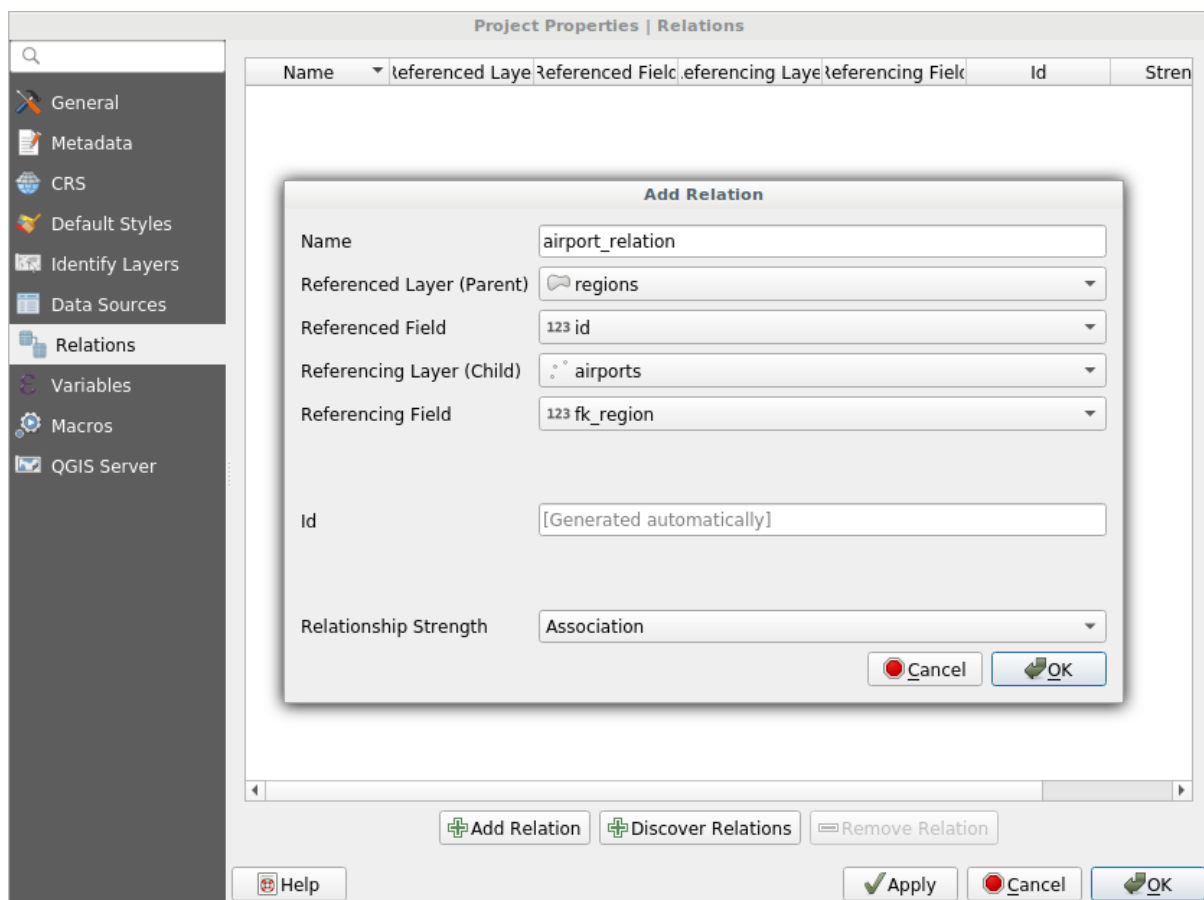 Project Properties | Relations
Name Referenced Laye Referenced Field Referencing Laye Referencing Field Id Stren
General
Metadata
CRS
Default Styles
Identify Layers
Data Sources
Relations
Variables
Macros
QGIS Server
Add Relation
Name airport_relation
Referenced Layer (Parent) regions
Referenced Field 123 id
Referencing Layer (Child) airports
Referencing Field 123 fk_region
Id [Generated automatically]
Relationship Strength Association
Cancel OK
Add Relation Discover Relations Remove Relation
Help Apply Cancel OK